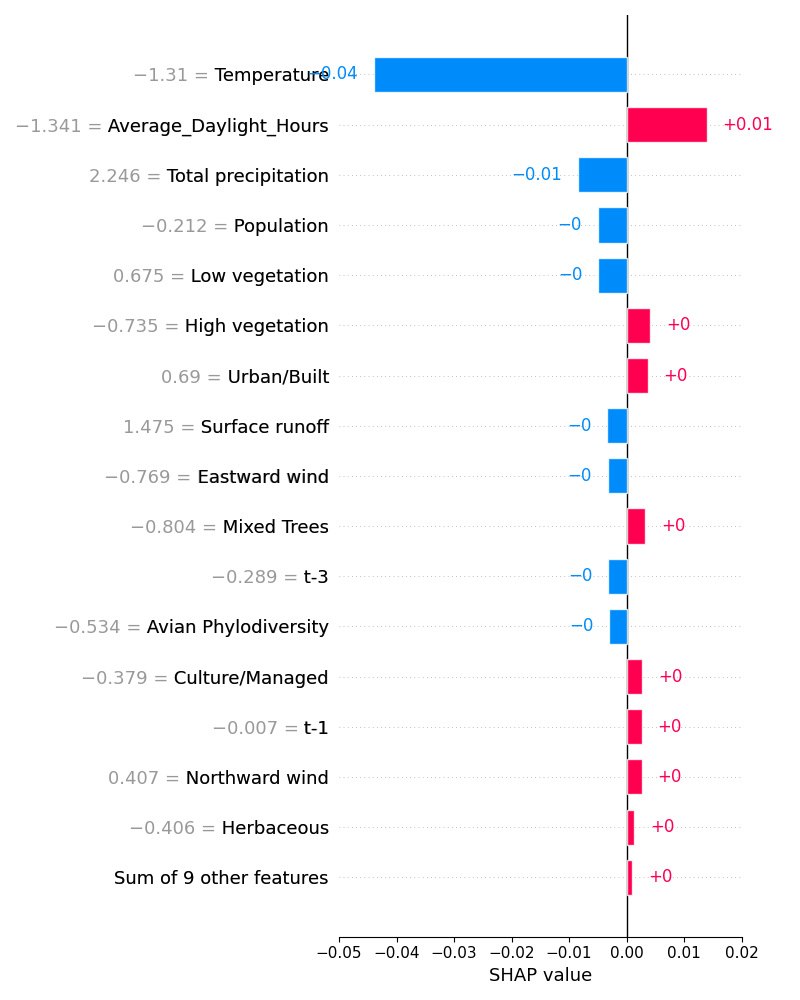 −1.31 = Temperature −0.04
−1.341 = Average_Daylight_Hours +0.01
2.246 = Total precipitation −0.01
−0.212 = Population −0
0.675 = Low vegetation −0
−0.735 = High vegetation +0
0.69 = Urban/Built +0
1.475 = Surface runoff −0
−0.769 = Eastward wind −0
−0.804 = Mixed Trees +0
−0.289 = t-3 −0
−0.534 = Avian Phylodiversity −0
−0.379 = Culture/Managed +0
−0.007 = t-1 +0
0.407 = Northward wind +0
−0.406 = Herbaceous +0
Sum of 9 other features +0
−0.05 −0.04 −0.03 −0.02 −0.01 0.00 0.01 0.02
SHAP value